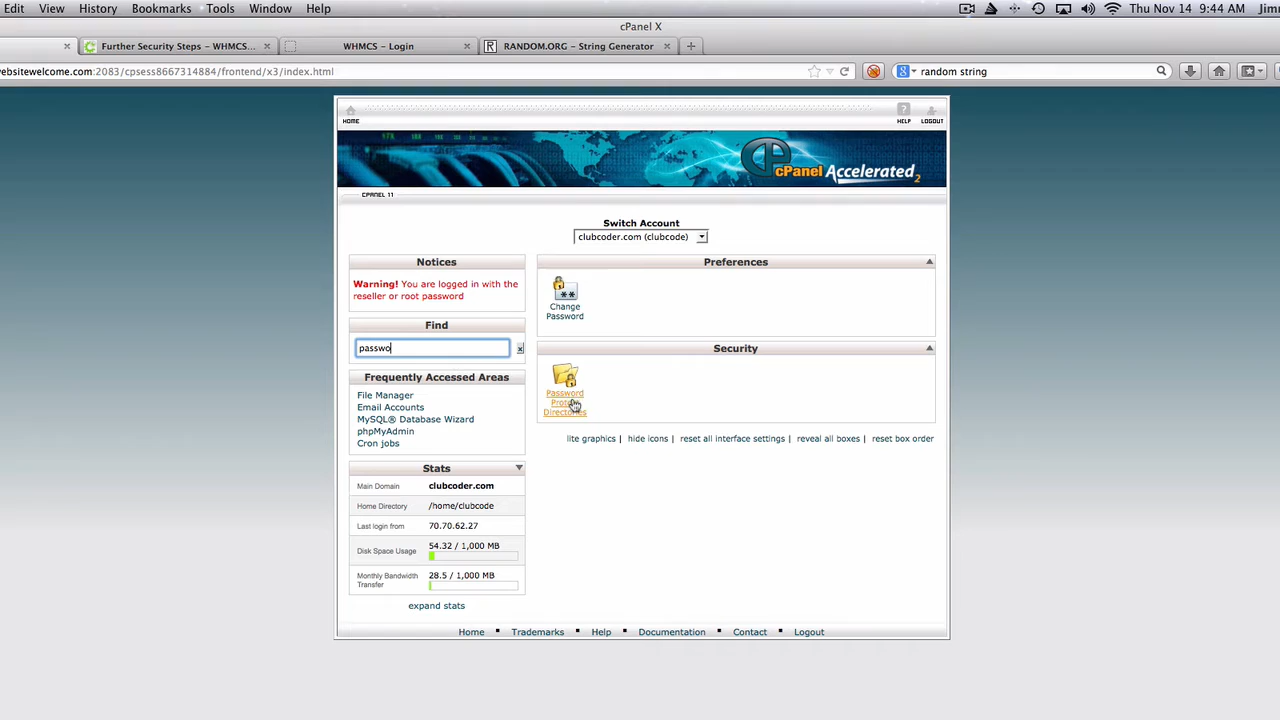 Edit View History Bookmarks Tools Window Help Thu Nov 14 9:44 AM Jim
cPanel X
Further Security Steps - WHMCS... WHMCS - Login RANDOM.ORG - String Generator
websitewelcome.com:2083/cpsess8667314884/frontend/x3/index.html random string
HOME HELP LOGOUT
cPanel Accelerated2
CPANEL 11
Switch Account
clubcoder.com (clubcode)
Notices
Warning! You are logged in with the
reseller or root password
Find
passwo
Frequently Accessed Areas
File Manager
Email Accounts
MySQL® Database Wizard
phpMyAdmin
Cron jobs
Stats
Main Domain clubcoder.com
Home Directory /home/clubcode
Last login from 70.70.62.27
Disk Space Usage 54.32 / 1,000 MB
Monthly Bandwidth
Transfer 28.5 / 1,000 MB
expand stats
Preferences
Change
Password
Security
Password
Protect
Directories
lite graphics | hide icons | reset all interface settings | reveal all boxes | reset box order
Home Trademarks Help Documentation Contact Logout